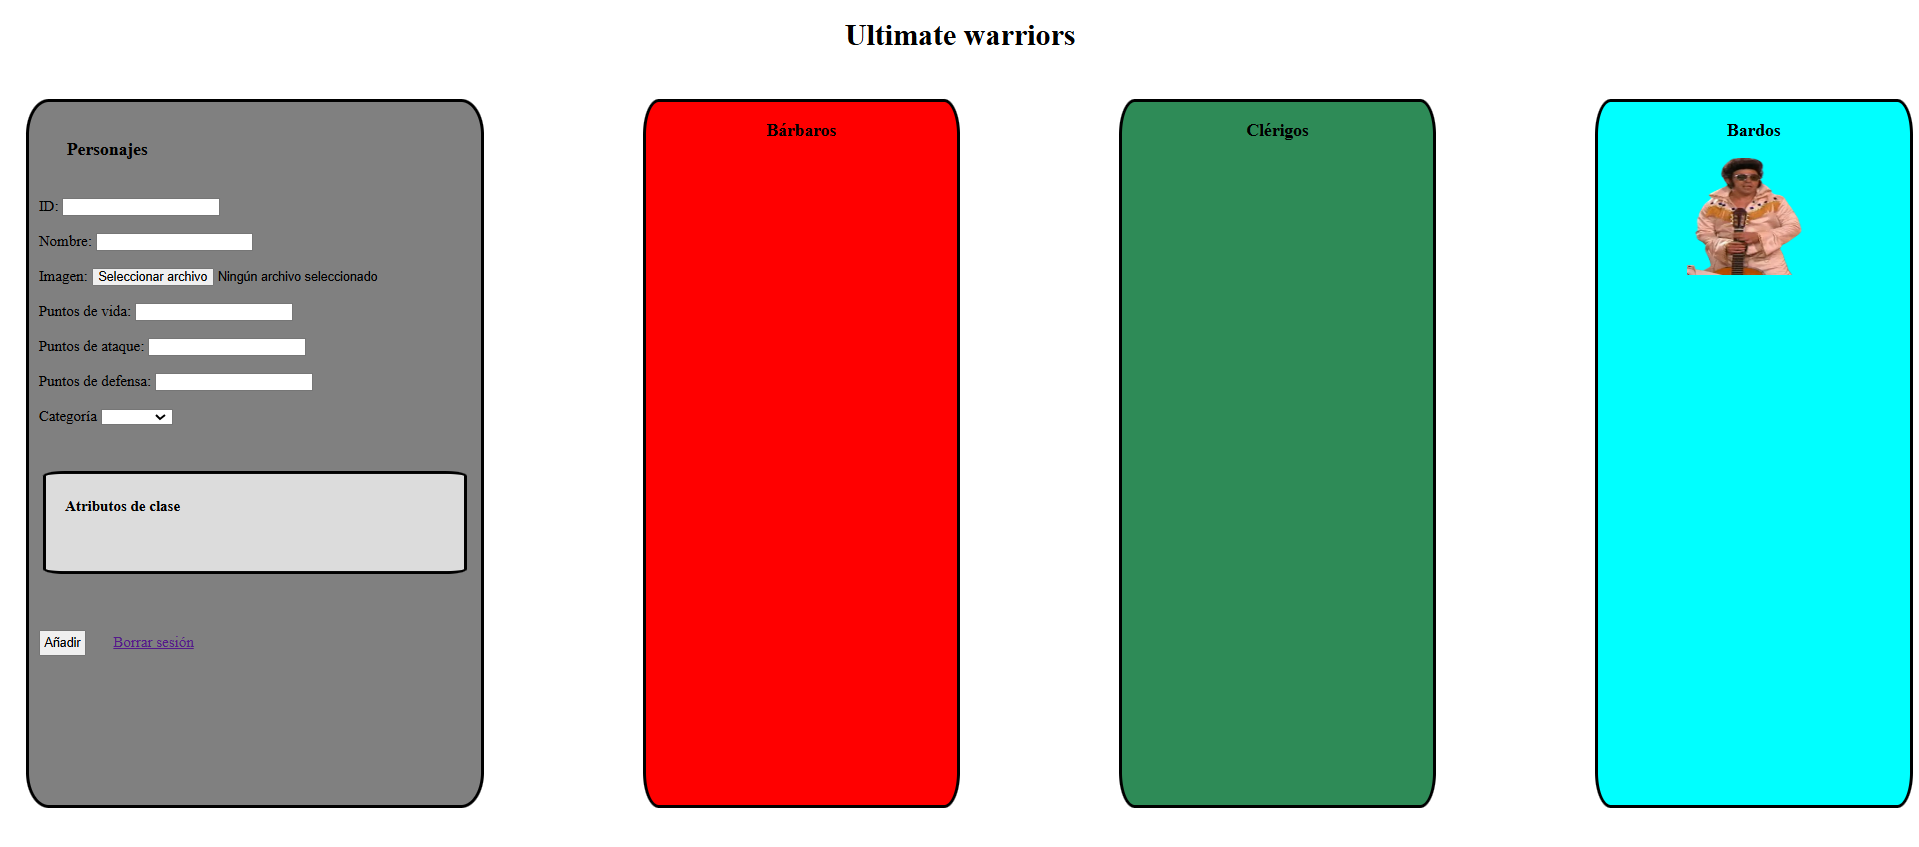 Ultimate warriors
Personajes
ID:
Nombre:
Imagen: Seleccionar archivo Ningún archivo seleccionado
Puntos de vida:
Puntos de ataque:
Puntos de defensa:
Categoría
Atributos de clase
Añadir Borrar sesión
Bárbaros
Clérigos
Bardos